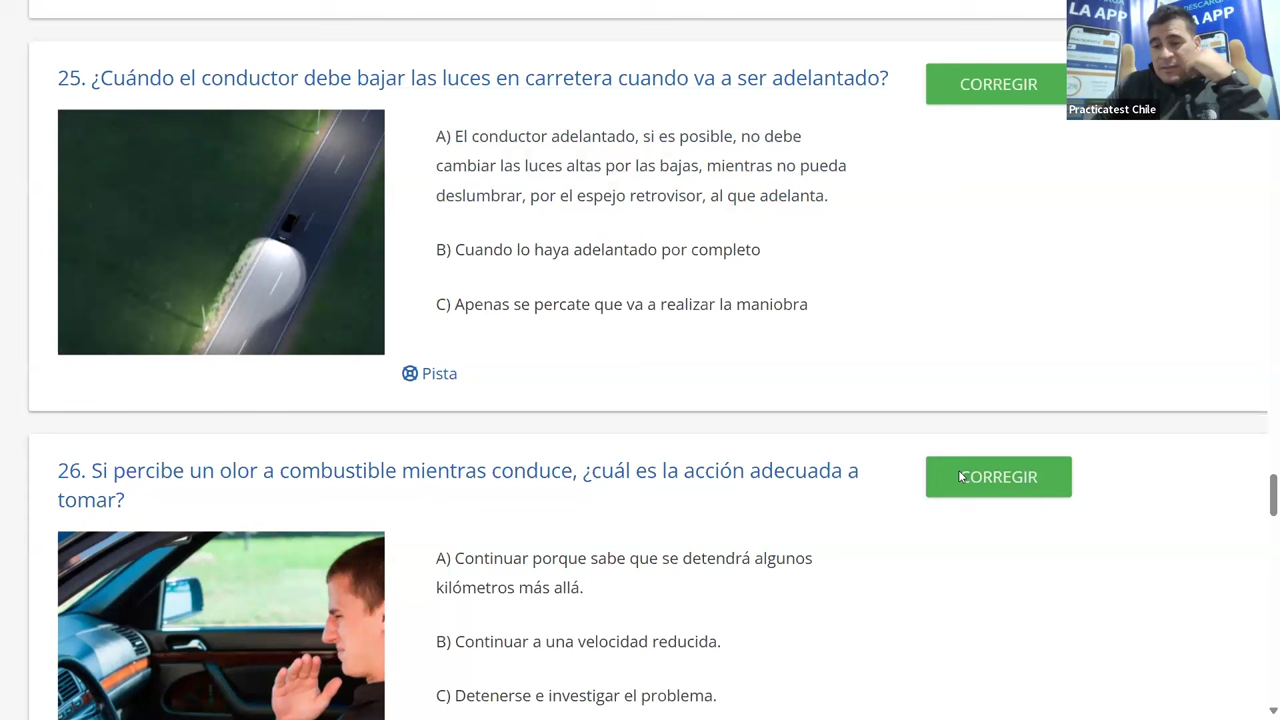 LA APP
DESCARGA
LA APP
Practicatest Chile
25. ¿Cuándo el conductor debe bajar las luces en carretera cuando va a ser adelantado?
CORREGIR
A) El conductor adelantado, si es posible, no debe
cambiar las luces altas por las bajas, mientras no pueda
deslumbrar, por el espejo retrovisor, al que adelanta.
B) Cuando lo haya adelantado por completo
C) Apenas se percate que va a realizar la maniobra
Pista
26. Si percibe un olor a combustible mientras conduce, ¿cuál es la acción adecuada a
tomar?
CORREGIR
A) Continuar porque sabe que se detendrá algunos
kilómetros más allá.
B) Continuar a una velocidad reducida.
C) Detenerse e investigar el problema.